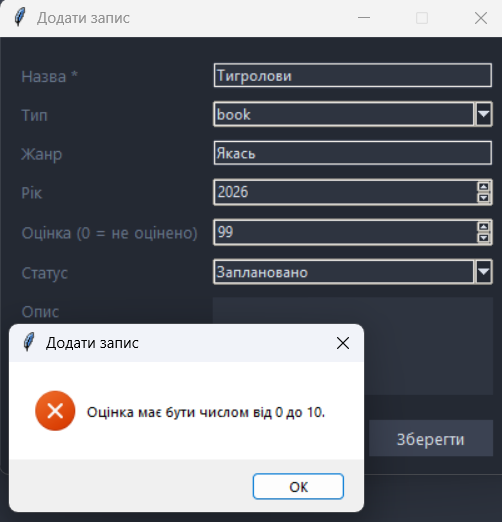 Додати запис
Назва *
Тигролови
Тип
book
Жанр
Якась
Рік
2026
Оцінка (0 = не оцінено)
99
Статус
Заплановано
Опис
Додати запис
Оцінка має бути числом від 0 до 10.
OK
Зберегти